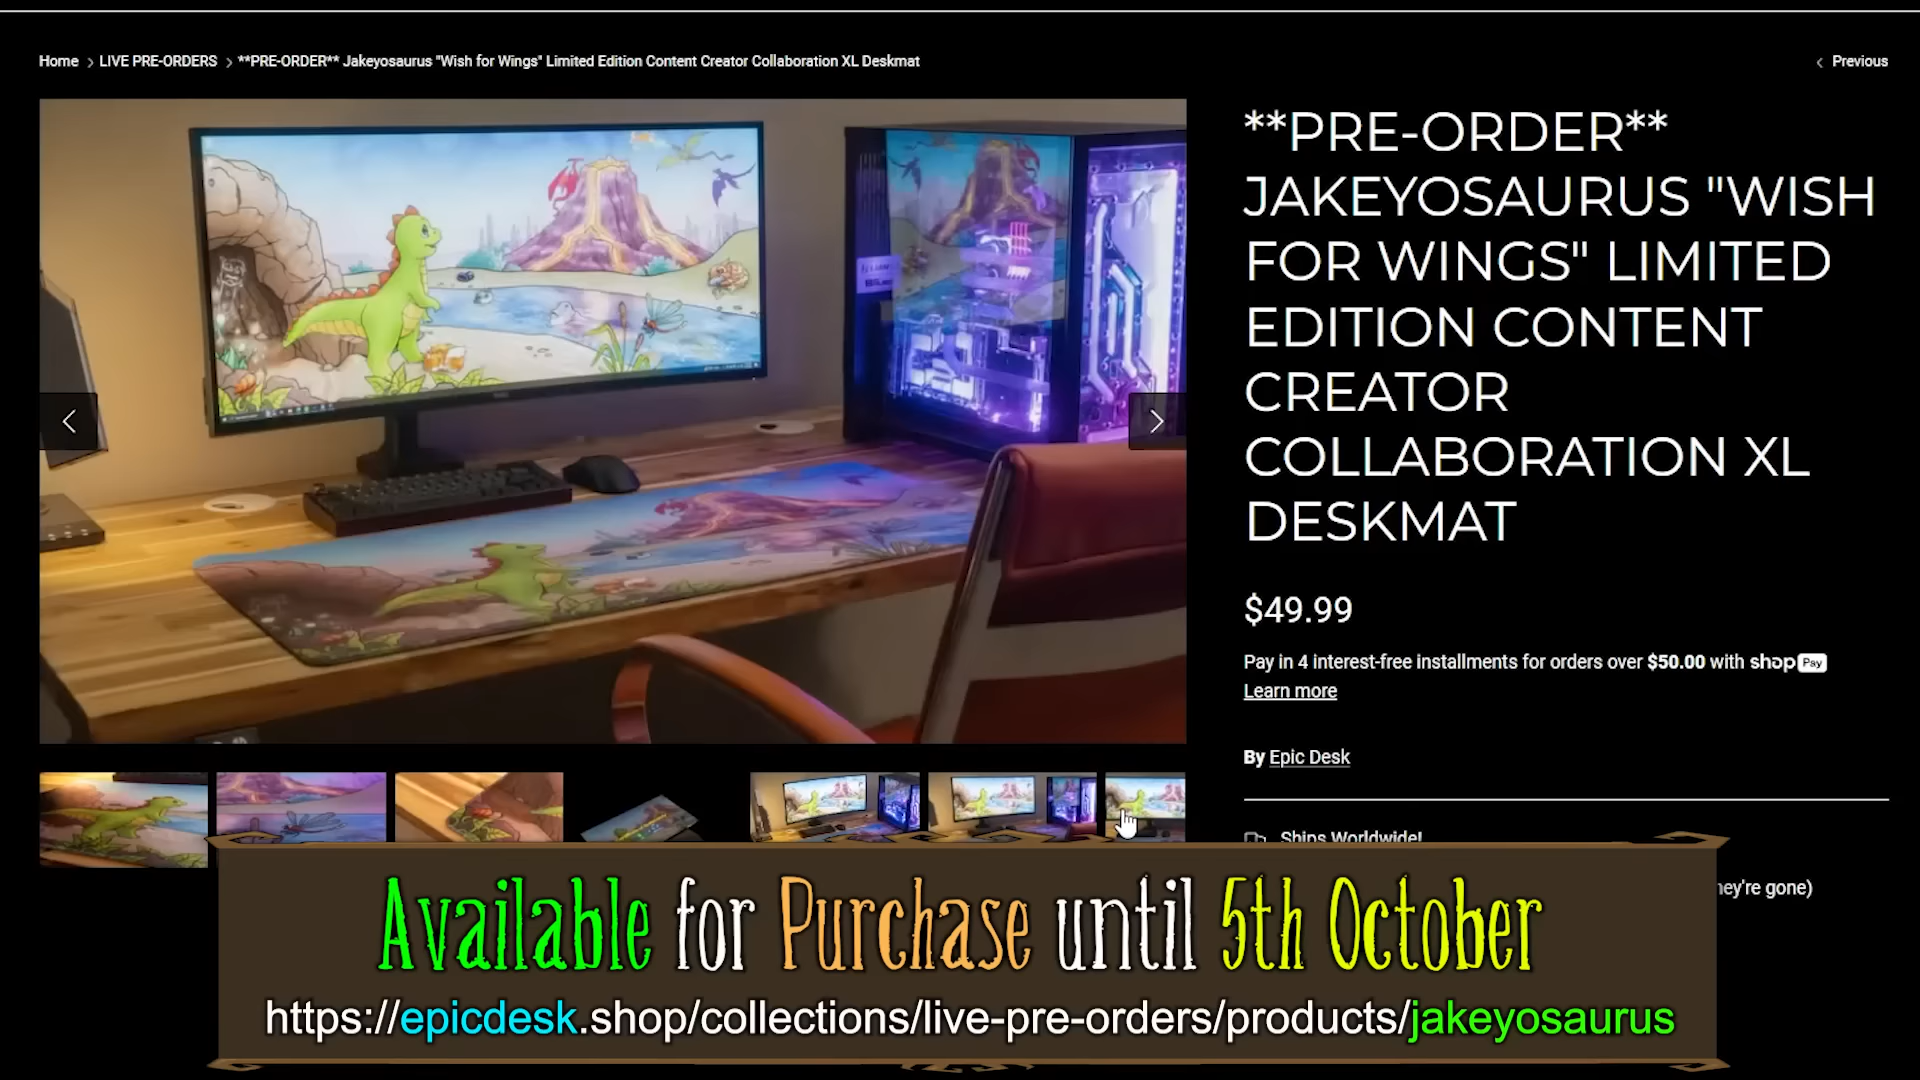 Home > LIVE PRE-ORDERS > **PRE-ORDER** Jakeyosaurus "Wish for Wings" Limited Edition Content Creator Collaboration XL Deskmat
Previous
**PRE-ORDER**
JAKEYOSAURUS "WISH
FOR WINGS" LIMITED
EDITION CONTENT
CREATOR
COLLABORATION XL
DESKMAT
$49.99
Pay in 4 interest-free installments for orders over $50.00 with shop Pay
Learn more
By Epic Desk
Ships Worldwide!
they're gone)
Available for Purchase until 5th October
https://epicdesk.shop/collections/live-pre-orders/products/jakeyosaurus